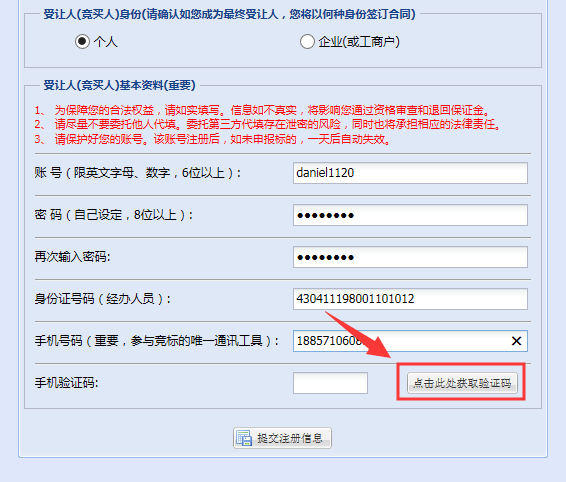 受让人(竞买人)身份(请确认如您成为最终受让人，您将以何种身份签订合同)
个人 企业(或工商户)
受让人(竞买人)基本资料(重要)
1、 为保障您的合法权益，请如实填写。信息如不真实，将影响您通过资格审查和退回保证金。
2、 请尽量不要委托他人代填。委托第三方代填存在泄密的风险，同时也将承担相应的法律责任。
3、 请保护好您的账号。该账号注册后，如未申报标的，一天后自动失效。
账 号（限英文字母、数字，6位以上）: daniel1120
密 码（自己设定，8位以上）: ●●●●●●●●
再次输入密码: ●●●●●●●●
身份证号码（经办人员）: 430411198001101012
手机号码（重要，参与竞标的唯一通讯工具）: 188571060
手机验证码: 点击此处获取验证码
提交注册信息